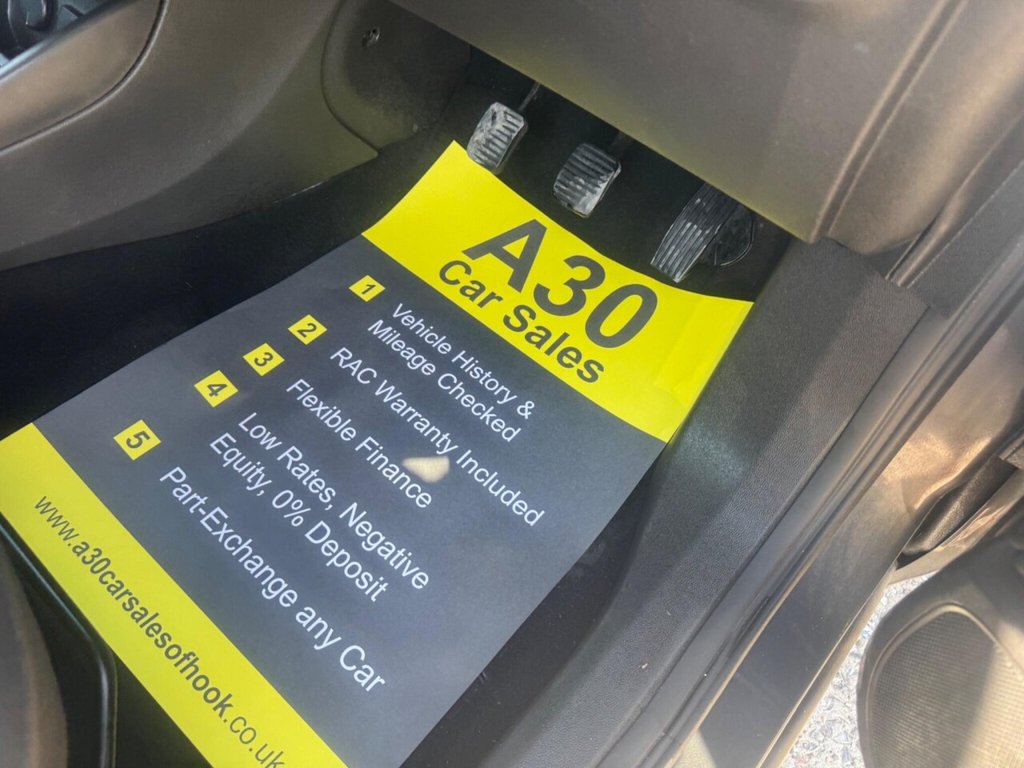 A30
Car Sales
1 Vehicle History &
Mileage Checked
2 RAC Warranty Included
3 Flexible Finance
4 Low Rates, Negative
Equity, 0% Deposit
5 Part-Exchange any Car
www.a30carsalesofhook.co.uk